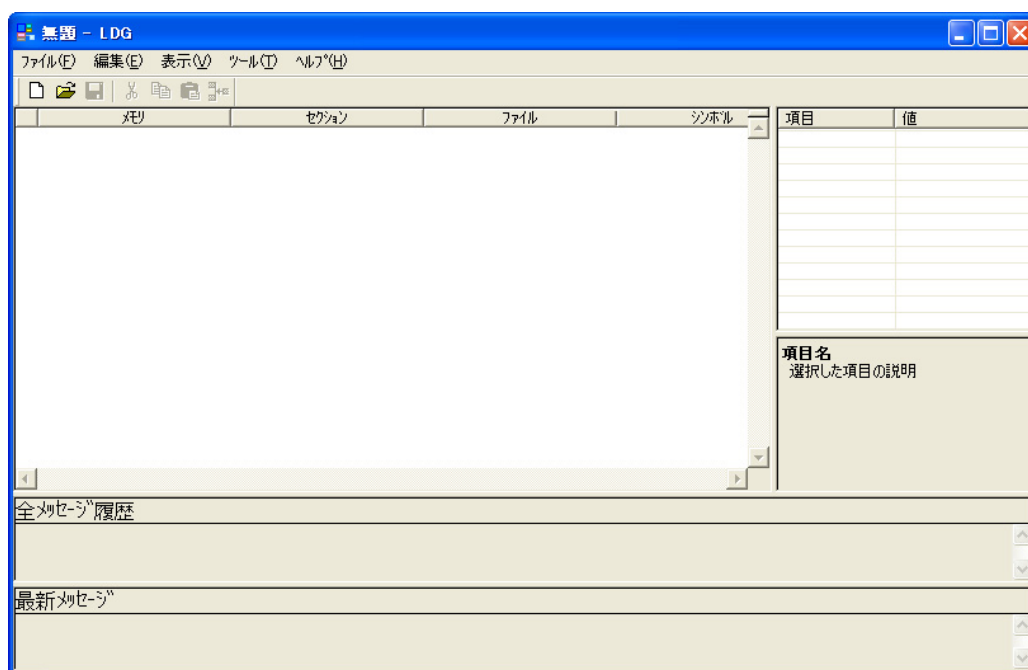 無題 - LDG
ﾌｧｲﾙ(F) 編集(E) 表示(V) ﾂｰﾙ(T) ﾍﾙﾌﾟ(H)
ﾒﾓﾘ ｾｸｼｮﾝ ﾌｧｲﾙ ｼﾝﾎﾞﾙ
項目 値
項目名
選択した項目の説明
全ﾒｯｾｰｼﾞ履歴
最新ﾒｯｾｰｼﾞ